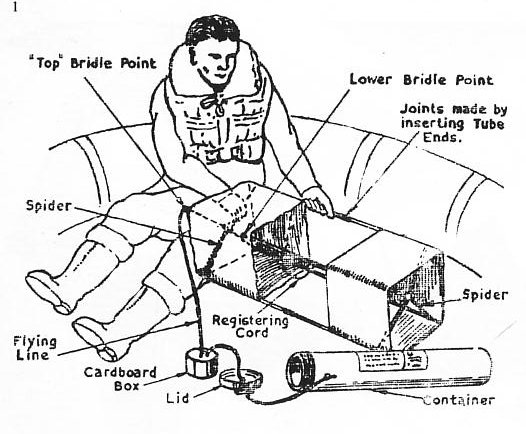 1
"Top" Bridle Point
Lower Bridle Point
Joints made by
inserting Tube
Ends.
Spider
Spider
Registering
Cord
Flying
Line
Cardboard
Box
Lid
Container